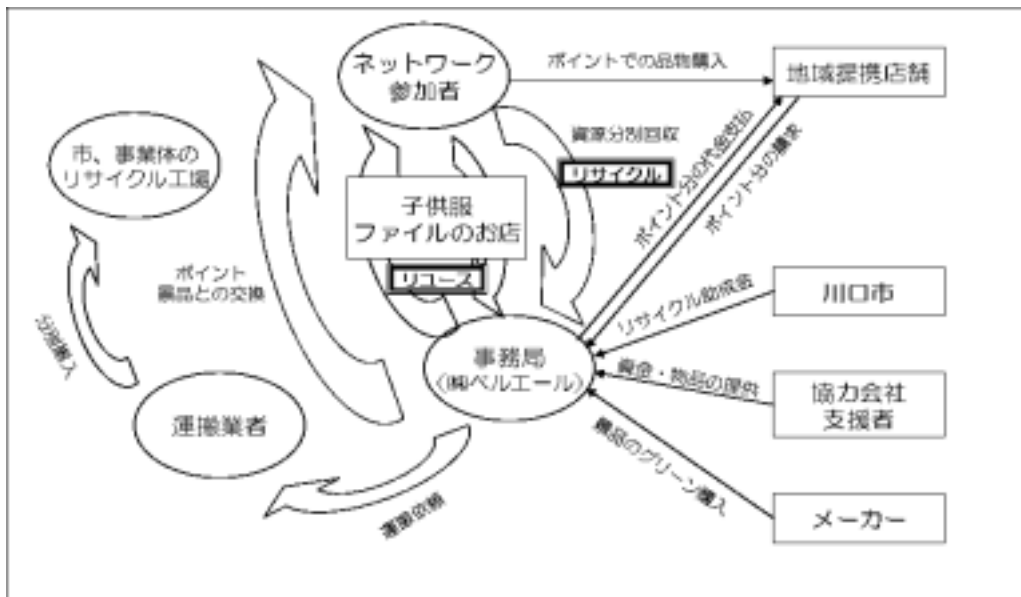 ネットワーク
参加者
ポイントでの品物購入
地域提携店舗
市、事業体の
リサイクル工場
資源分別回収
リサイクル
ポイント分の代金支払
ポイント分の請求
子供服
ファイルのお店
リユース
ポイント
景品との交換
分別搬入
川口市
リサイクル助成金
事務局
(㈱ベルエール)
資金・物品の提供
協力会社
支援者
運搬業者
景品のグリーン購入
運搬依頼
メーカー